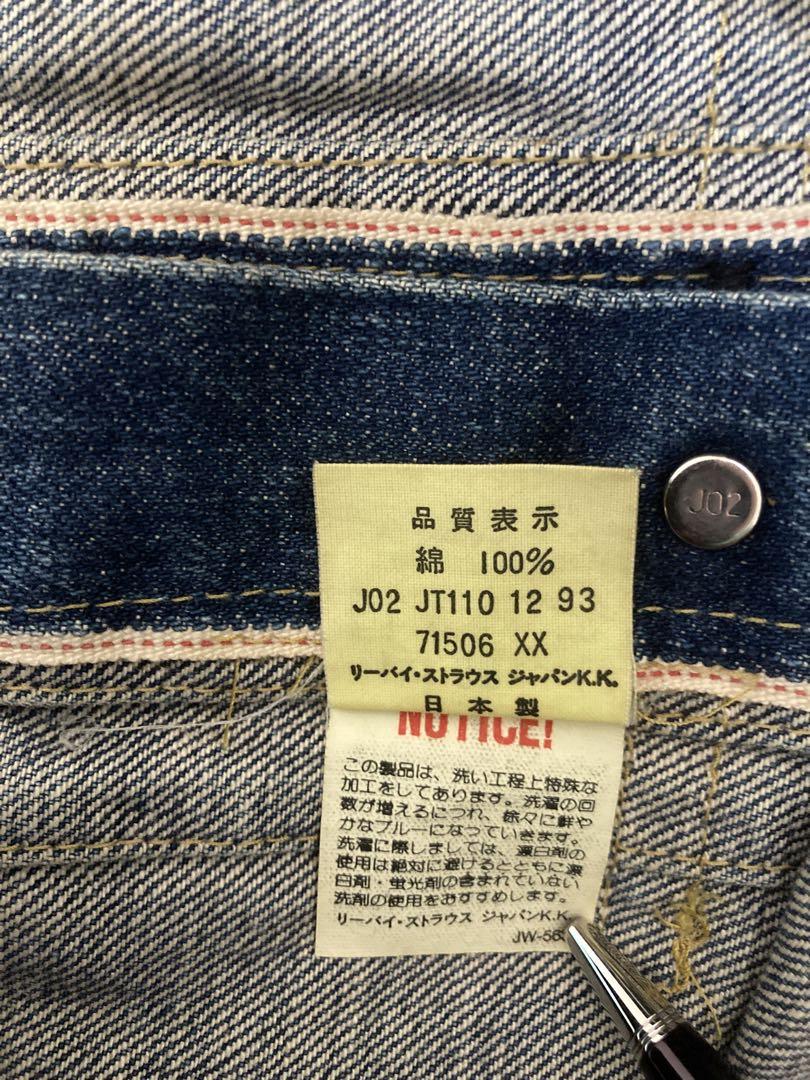 J02
品質表示
綿 100%
J02 JT110 12 93
71506 XX
リーバイ・ストラウス ジャパンK.K.
日本製
NOTICE!
この製品は、洗い工程上特殊な
加工をしてあります。洗濯の回
数が増えるにつれ、徐々に鮮や
かなブルーになっていきます。
洗濯に際しましては、漂白剤の
使用は絶対に避けるとともに漂
白剤・蛍光剤の含まれていない
洗剤の使用をおすすめします。
リーバイ・ストラウス ジャパンK.K.